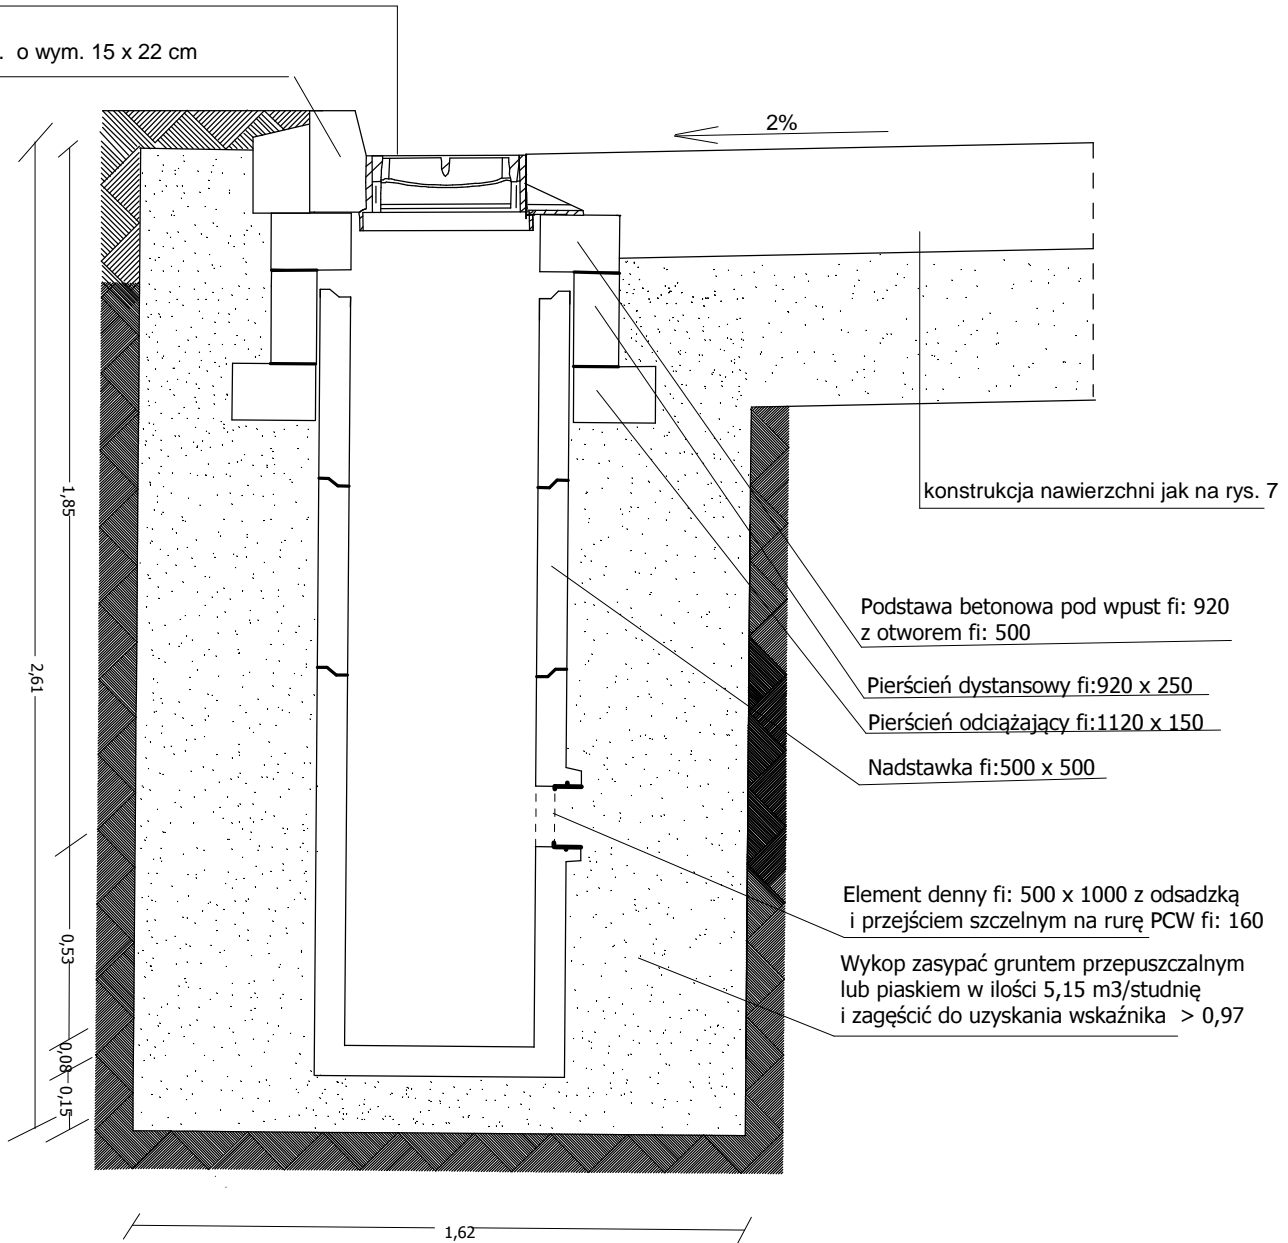 . o wym. 15 x 22 cm
2%
konstrukcja nawierzchni jak na rys. 7
Podstawa betonowa pod wpust fi: 920
z otworem fi: 500
Pierścień dystansowy fi:920 x 250
Pierścień odciążający fi:1120 x 150
Nadstawka fi:500 x 500
Element denny fi: 500 x 1000 z odsadzką
i przejściem szczelnym na rurę PCW fi: 160
Wykop zasypać gruntem przepuszczalnym
lub piaskiem w ilości 5,15 m3/studnię
i zagęścić do uzyskania wskaźnika > 0,97
1,85
2,61
0,53
0,08
0,15
1,62